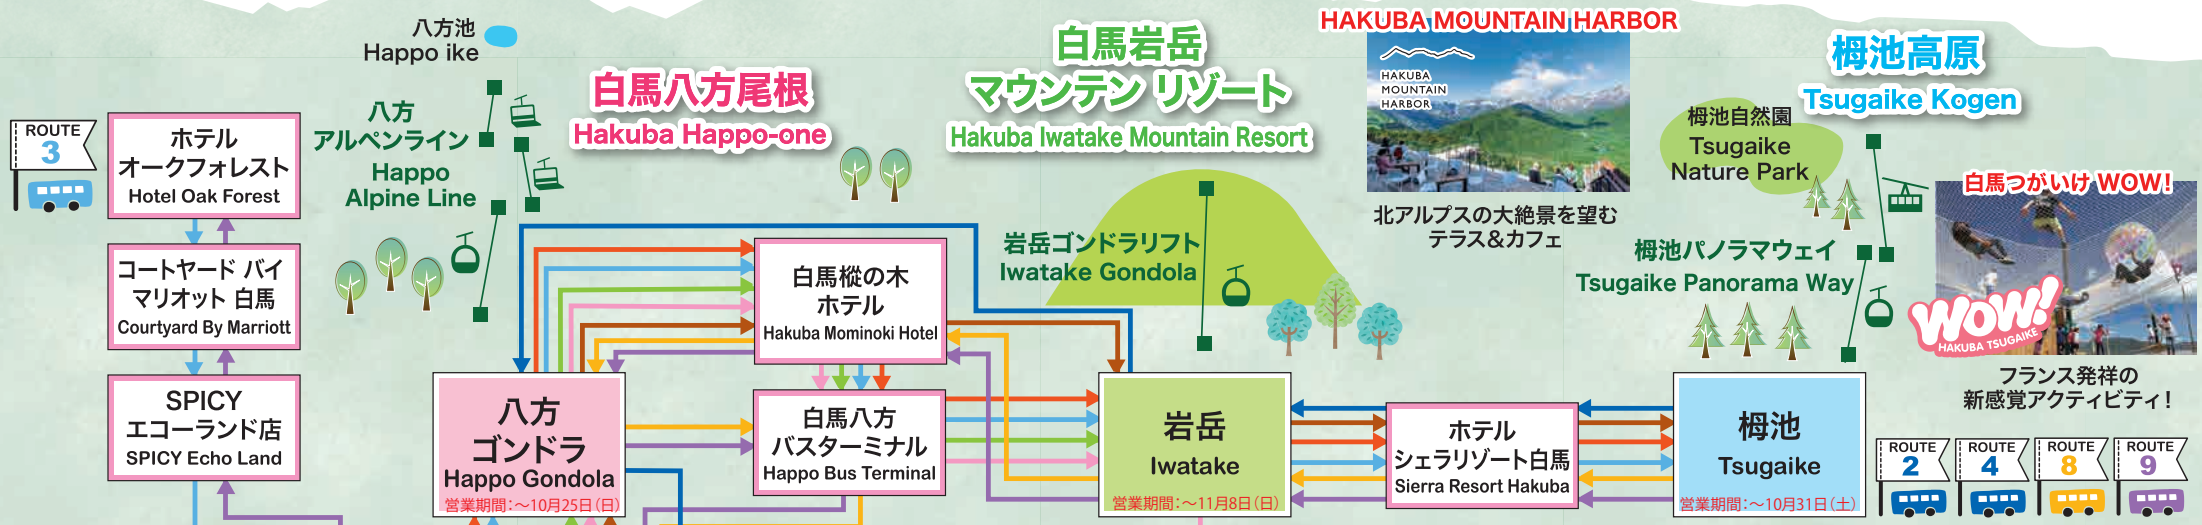 八方池
Happo ike
八方
アルペンライン
Happo
Alpine Line
白馬八方尾根
Hakuba Happo-one
白馬岩岳
マウンテン リゾート
Hakuba Iwatake Mountain Resort
HAKUBA MOUNTAIN HARBOR
HAKUBA
MOUNTAIN
HARBOR
北アルプスの大絶景を望む
テラス&カフェ
栂池高原
Tsugaike Kogen
栂池自然園
Tsugaike
Nature Park
栂池パノラマウェイ
Tsugaike Panorama Way
白馬つがいけ WOW!
WOW!
HAKUBA TSUGAIKE
フランス発祥の
新感覚アクティビティ!
岩岳ゴンドラリフト
Iwatake Gondola
ROUTE
3
ホテル
オークフォレスト
Hotel Oak Forest
コートヤード バイ
マリオット 白馬
Courtyard By Marriott
SPICY
エコーランド店
SPICY Echo Land
八方
ゴンドラ
Happo Gondola
営業期間:~10月25日(日)
白馬樅の木
ホテル
Hakuba Mominoki Hotel
白馬八方
バスターミナル
Happo Bus Terminal
岩岳
Iwatake
営業期間:~11月8日(日)
ホテル
シェラリゾート白馬
Sierra Resort Hakuba
栂池
Tsugaike
営業期間:~10月31日(土)
ROUTE
2
ROUTE
4
ROUTE
8
ROUTE
9